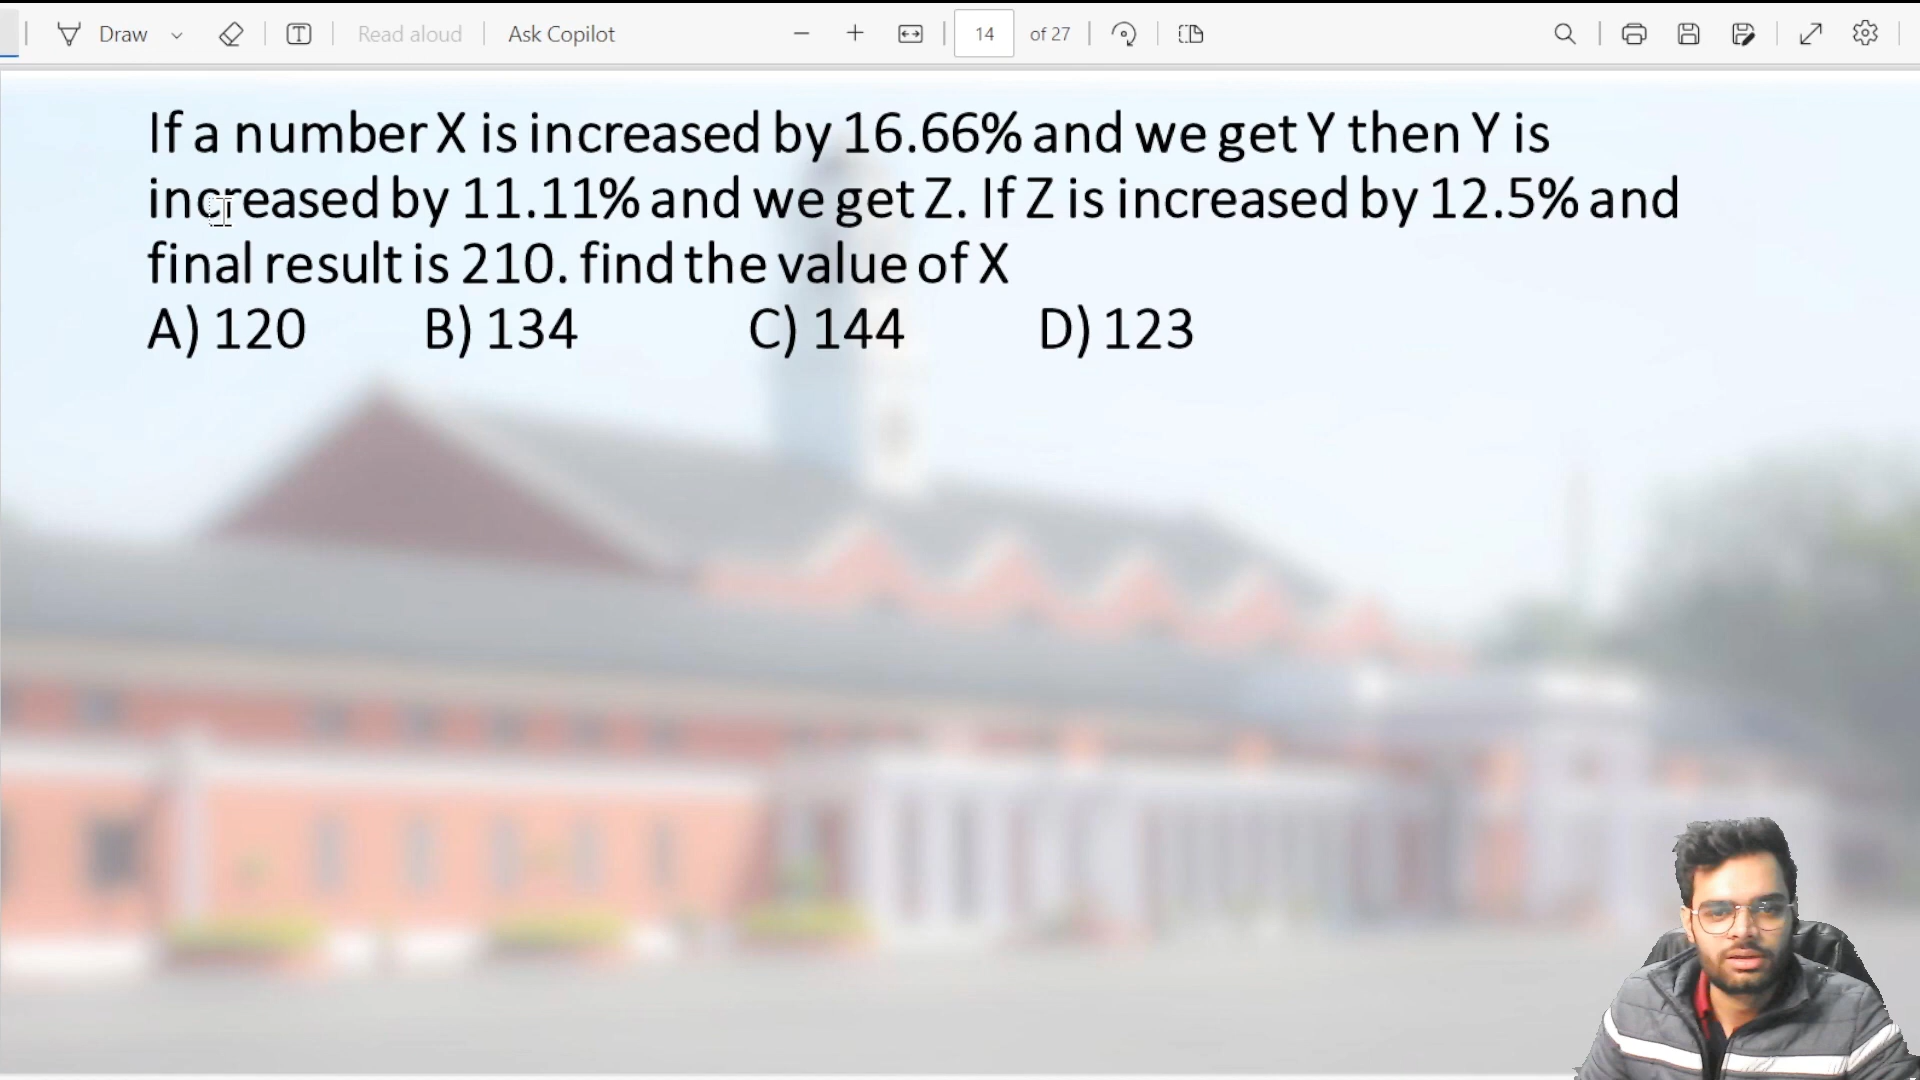 Draw Read aloud Ask Copilot 14 of 27
If a number X is increased by 16.66% and we get Y then Y is
increased by 11.11% and we get Z. If Z is increased by 12.5% and
final result is 210. find the value of X
A) 120 B) 134 C) 144 D) 123